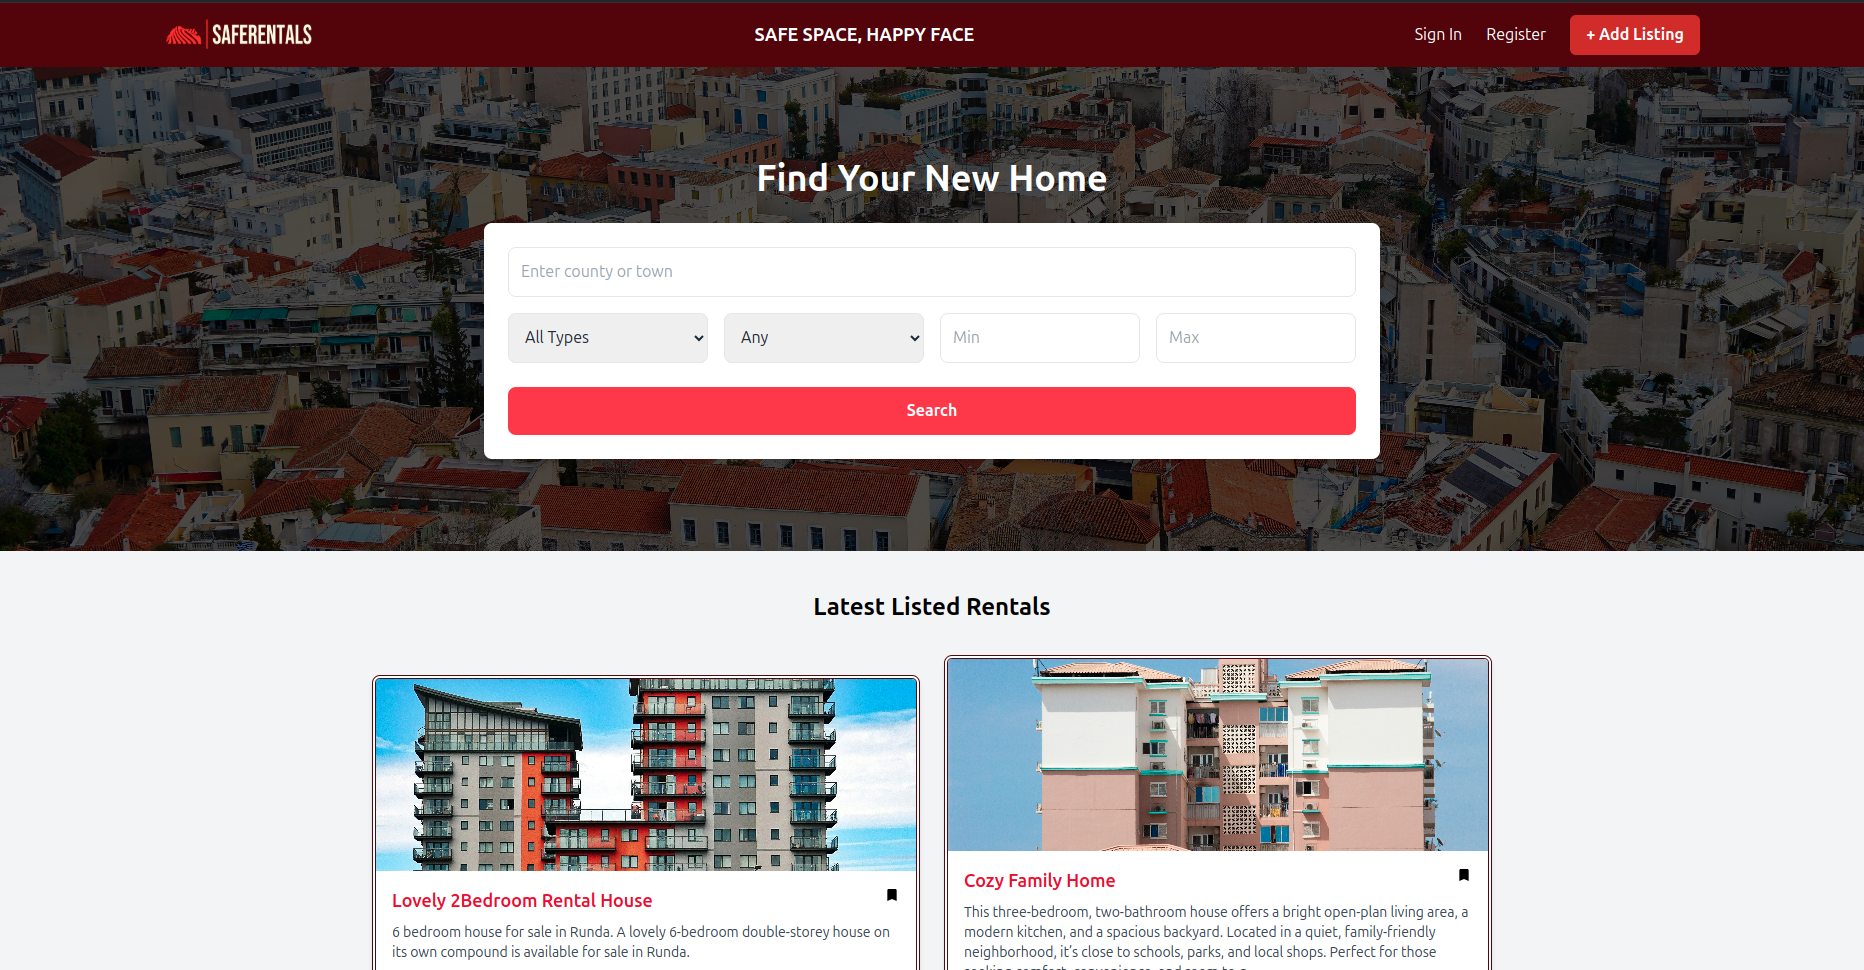 SAFERENTALS
SAFE SPACE, HAPPY FACE
Sign In
Register
+ Add Listing
Find Your New Home
Enter county or town
All Types
Any
Min
Max
Search
Latest Listed Rentals
Lovely 2Bedroom Rental House
6 bedroom house for sale in Runda. A lovely 6-bedroom double-storey house on
its own compound is available for sale in Runda.
Cozy Family Home
This three-bedroom, two-bathroom house offers a bright open-plan living area, a
modern kitchen, and a spacious backyard. Located in a quiet, family-friendly
neighborhood, it's close to schools, parks, and local shops. Perfect for those